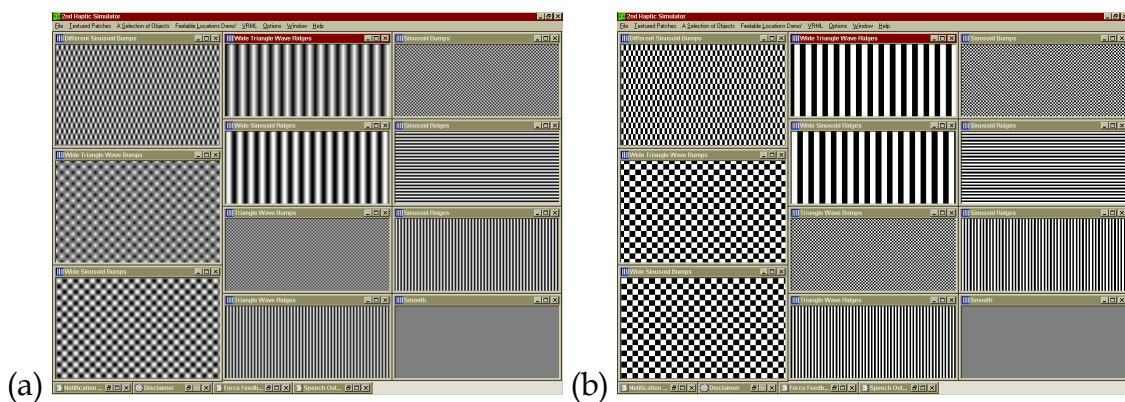 2nd Haptic Simulator
File Textured Patches A Selection of Objects Feelable Locations Demo' VRML Options Window Help
Different Sinusoid Bumps
Wide Triangle Wave Ridges
Sinusoid Bumps
Wide Sinusoid Ridges
Sinusoid Ridges
Wide Triangle Wave Bumps
Triangle Wave Bumps
Sinusoid Ridges
Wide Sinusoid Bumps
Triangle Wave Ridges
Smooth
Notification ... Disclaimer Force Feedb... Speech Out...
(a)
2nd Haptic Simulator
File Textured Patches A Selection of Objects Feelable Locations Demo' VRML Options Window Help
Different Sinusoid Bumps
Wide Triangle Wave Ridges
Sinusoid Bumps
Wide Sinusoid Ridges
Sinusoid Ridges
Wide Triangle Wave Bumps
Triangle Wave Bumps
Sinusoid Ridges
Wide Sinusoid Bumps
Triangle Wave Ridges
Smooth
Notification ... Disclaimer Force Feedb... Speech Out...
(b)